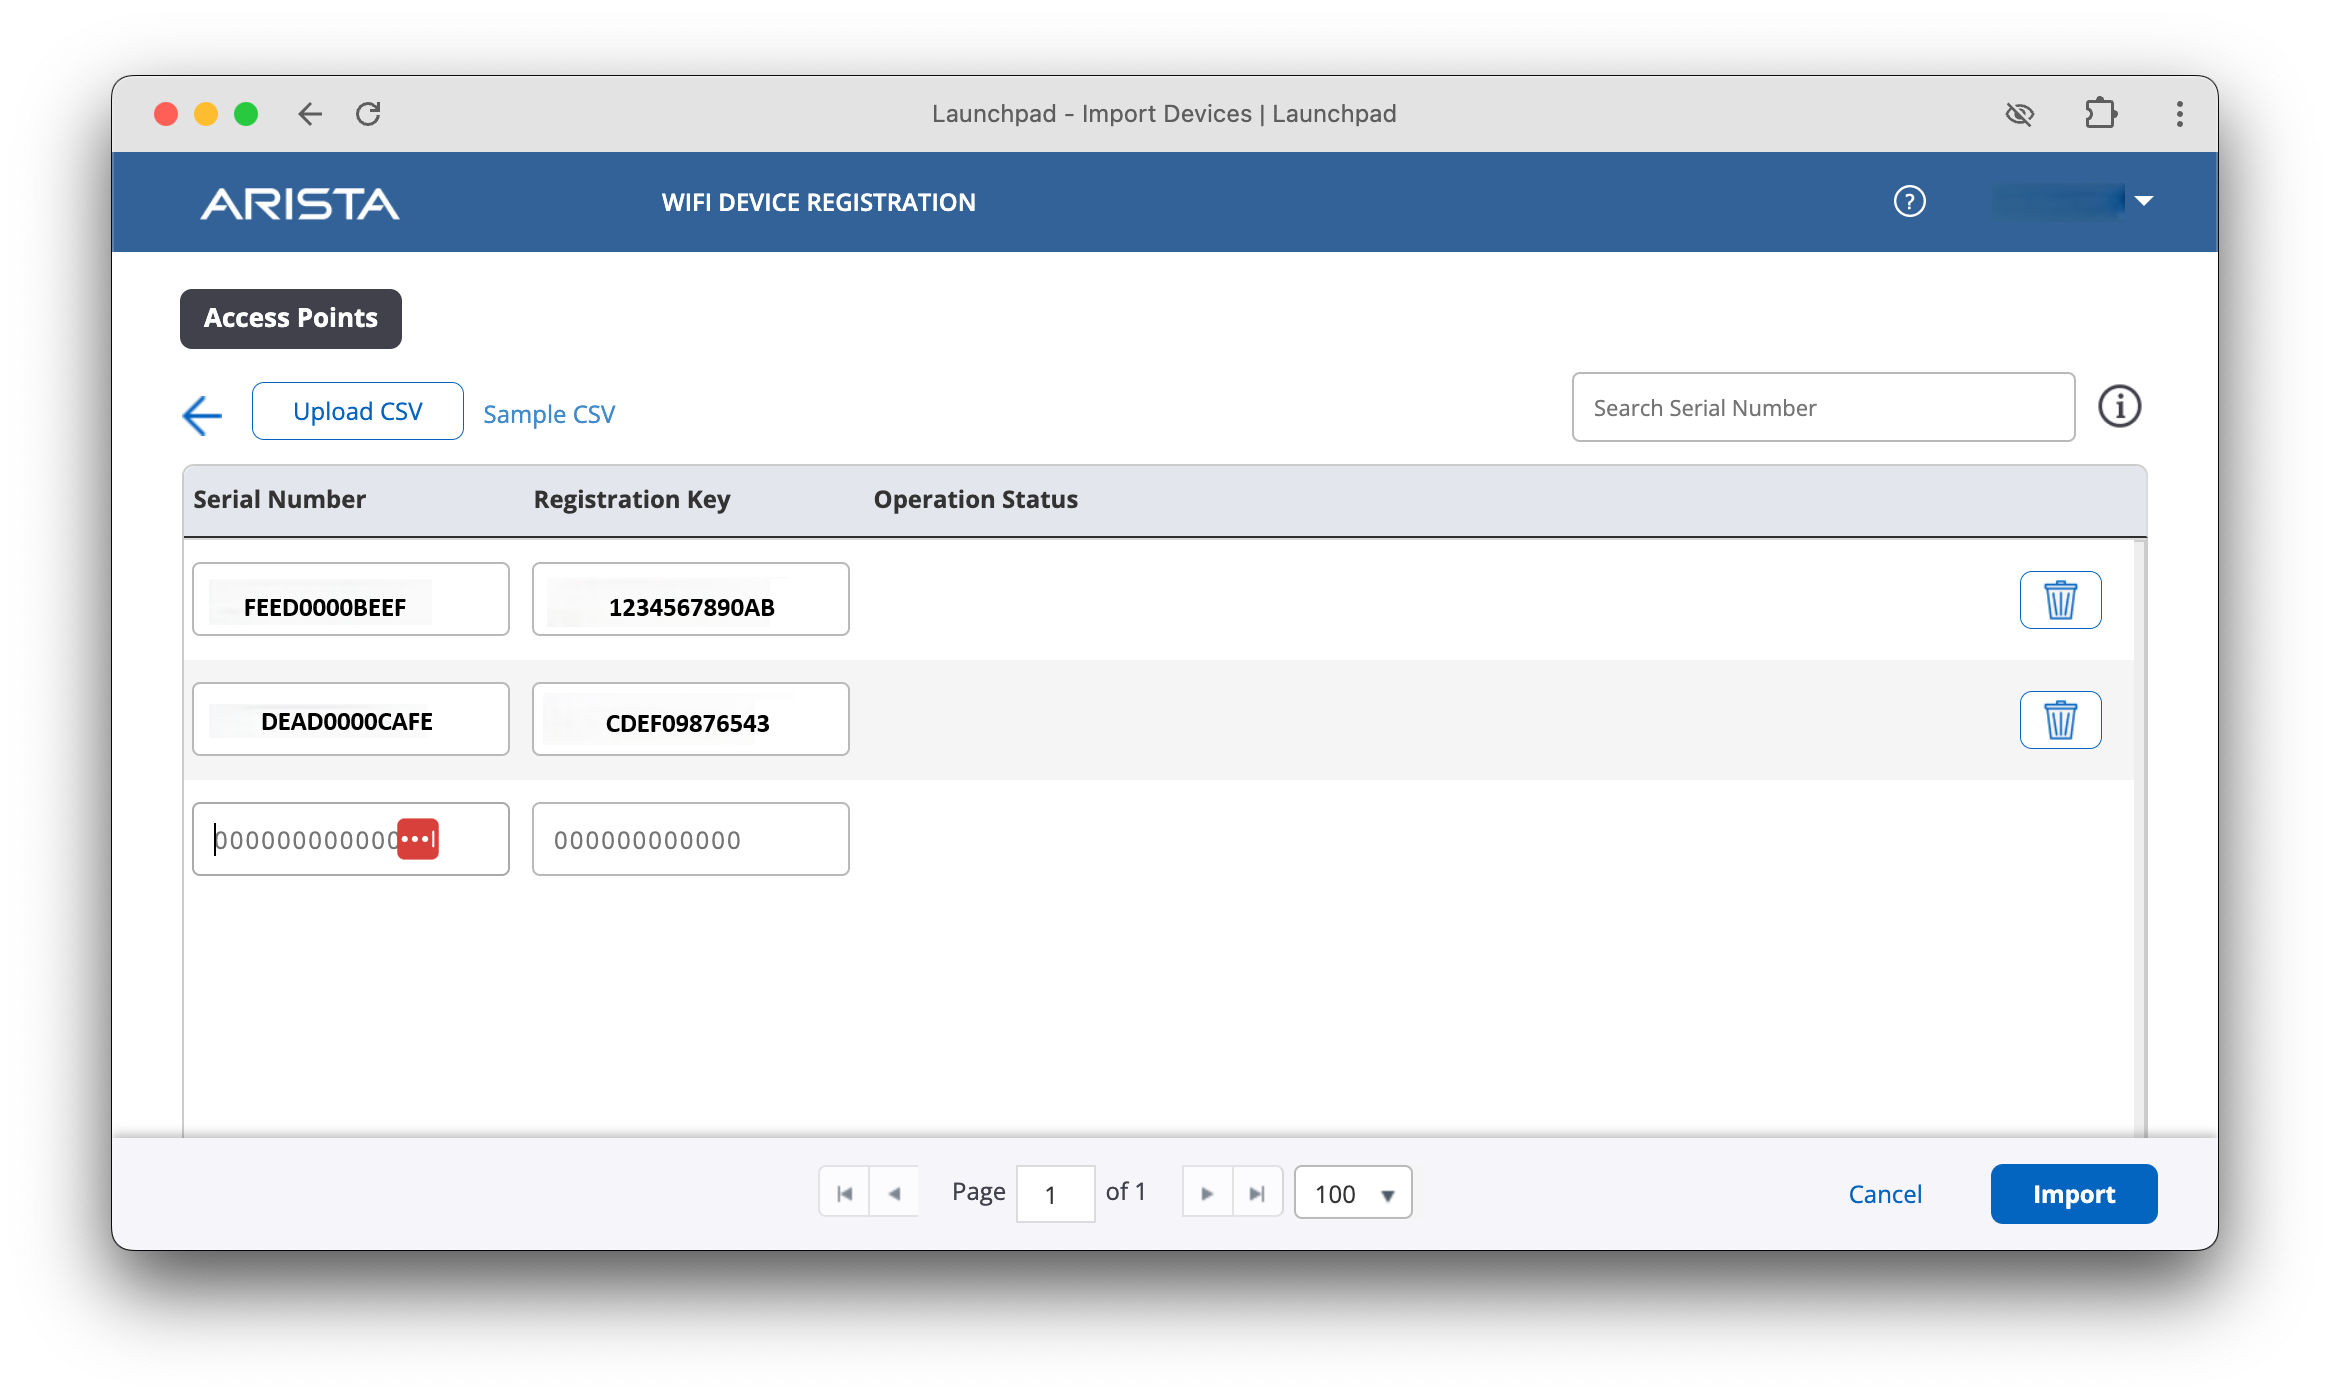 Launchpad - Import Devices | Launchpad
ARISTA
WIFI DEVICE REGISTRATION
?
Access Points
Upload CSV
Sample CSV
Search Serial Number
i
Serial Number
Registration Key
Operation Status
FEED0000BEEF
1234567890AB
DEAD0000CAFE
CDEF09876543
000000000000
000000000000
Page
1
of 1
100
Cancel
Import